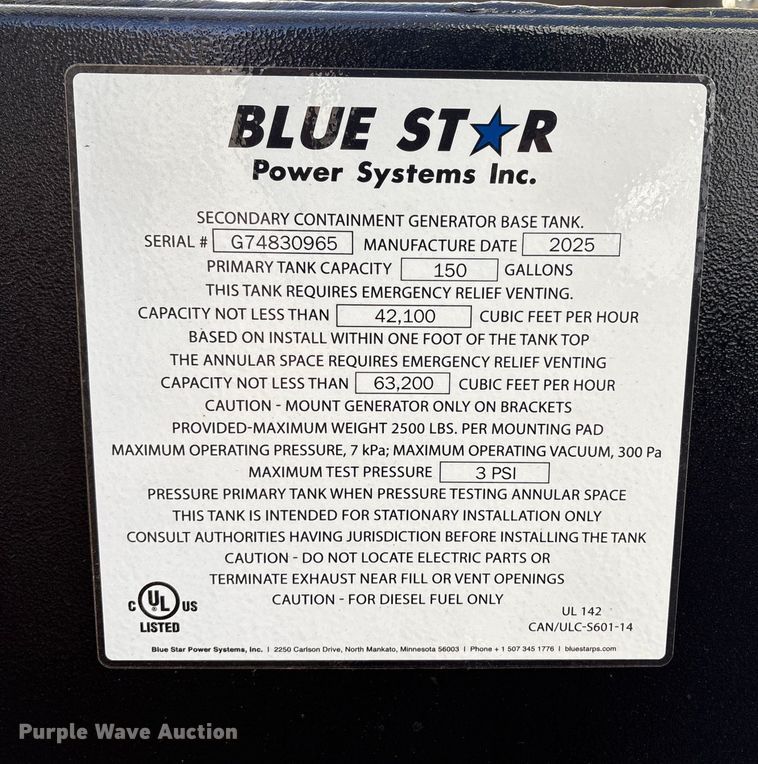 BLUE ST★R
Power Systems Inc.
SECONDARY CONTAINMENT GENERATOR BASE TANK.
SERIAL # G74830965 MANUFACTURE DATE 2025
PRIMARY TANK CAPACITY 150 GALLONS
THIS TANK REQUIRES EMERGENCY RELIEF VENTING.
CAPACITY NOT LESS THAN 42,100 CUBIC FEET PER HOUR
BASED ON INSTALL WITHIN ONE FOOT OF THE TANK TOP
THE ANNULAR SPACE REQUIRES EMERGENCY RELIEF VENTING
CAPACITY NOT LESS THAN 63,200 CUBIC FEET PER HOUR
CAUTION - MOUNT GENERATOR ONLY ON BRACKETS
PROVIDED-MAXIMUM WEIGHT 2500 LBS. PER MOUNTING PAD
MAXIMUM OPERATING PRESSURE, 7 kPa; MAXIMUM OPERATING VACUUM, 300 Pa
MAXIMUM TEST PRESSURE 3 PSI
PRESSURE PRIMARY TANK WHEN PRESSURE TESTING ANNULAR SPACE
THIS TANK IS INTENDED FOR STATIONARY INSTALLATION ONLY
CONSULT AUTHORITIES HAVING JURISDICTION BEFORE INSTALLING THE TANK
CAUTION - DO NOT LOCATE ELECTRIC PARTS OR
TERMINATE EXHAUST NEAR FILL OR VENT OPENINGS
CAUTION - FOR DIESEL FUEL ONLY
C UL ® US
LISTED
UL 142
CAN/ULC-S601-14
Blue Star Power Systems, Inc. | 2250 Carlson Drive, North Mankato, Minnesota 56003 | Phone + 1 507 345 1776 | bluestarps.com
Purple Wave Auction